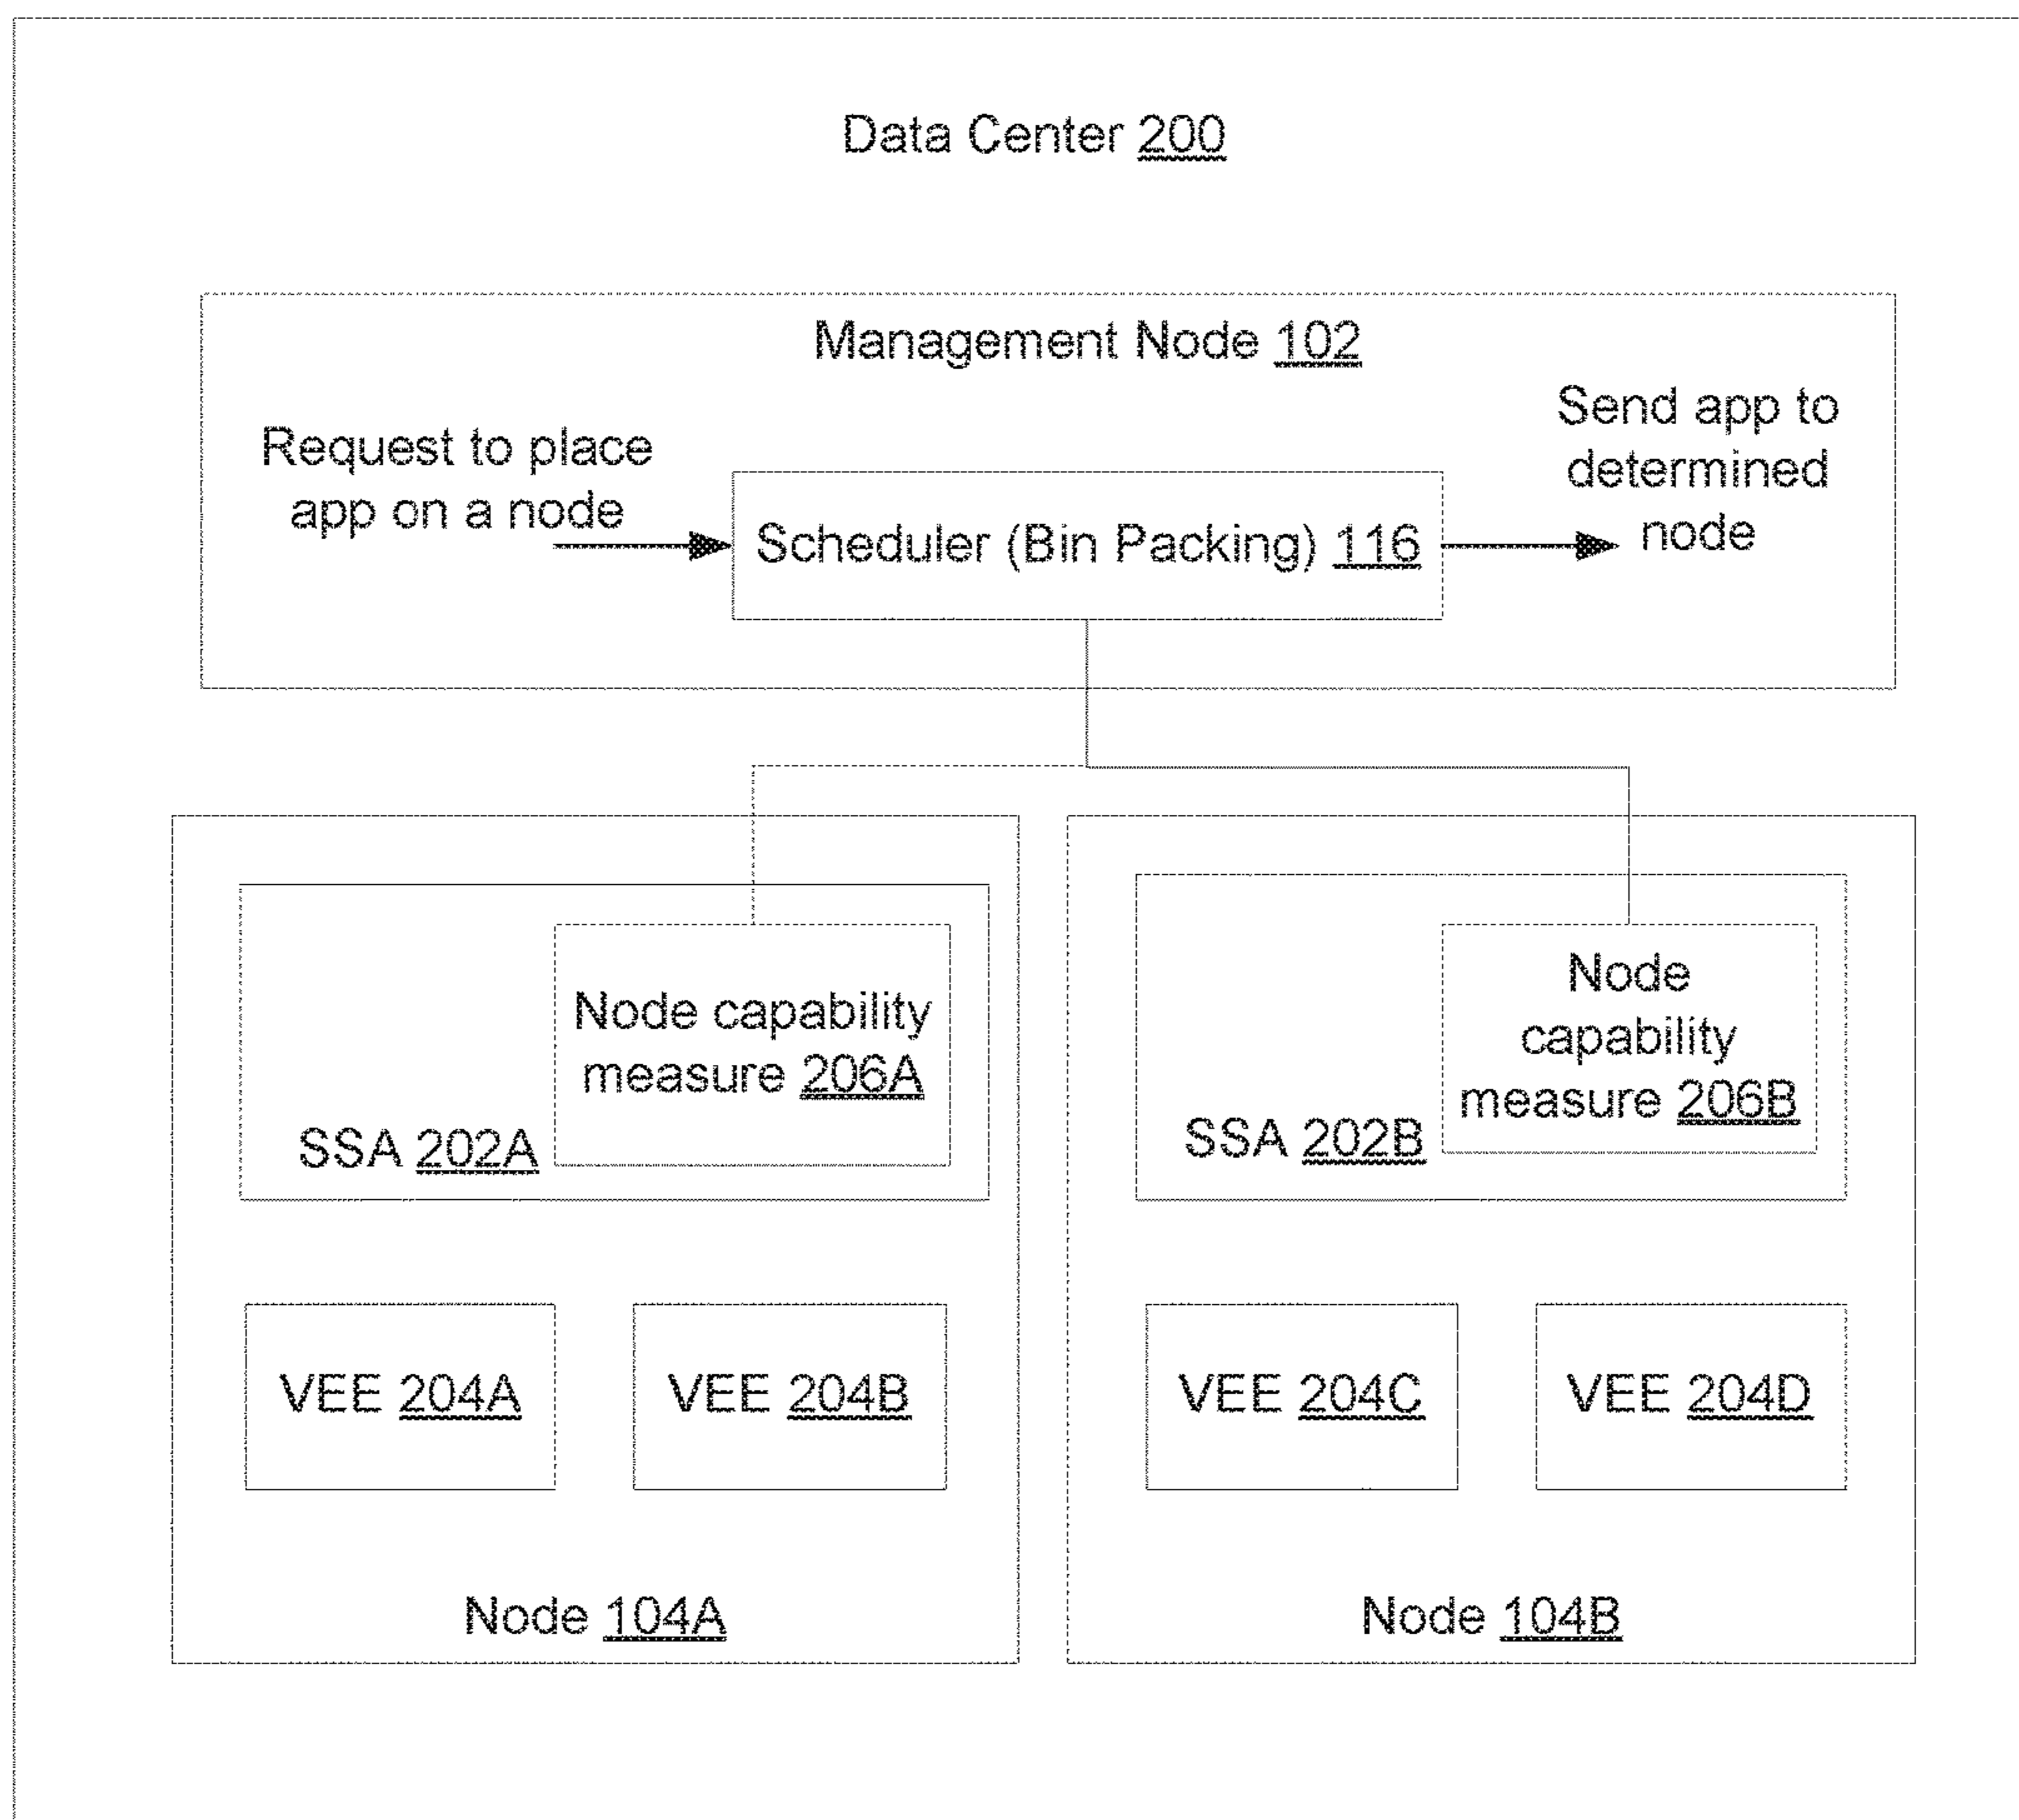 Data Center 200
Management Node 102
Request to place
app on a node
Scheduler (Bin Packing) 116
Send app to
determined
node
Node capability
measure 206A
SSA 202A
VEE 204A
VEE 204B
Node 104A
Node
capability
measure 206B
SSA 202B
VEE 204C
VEE 204D
Node 104B